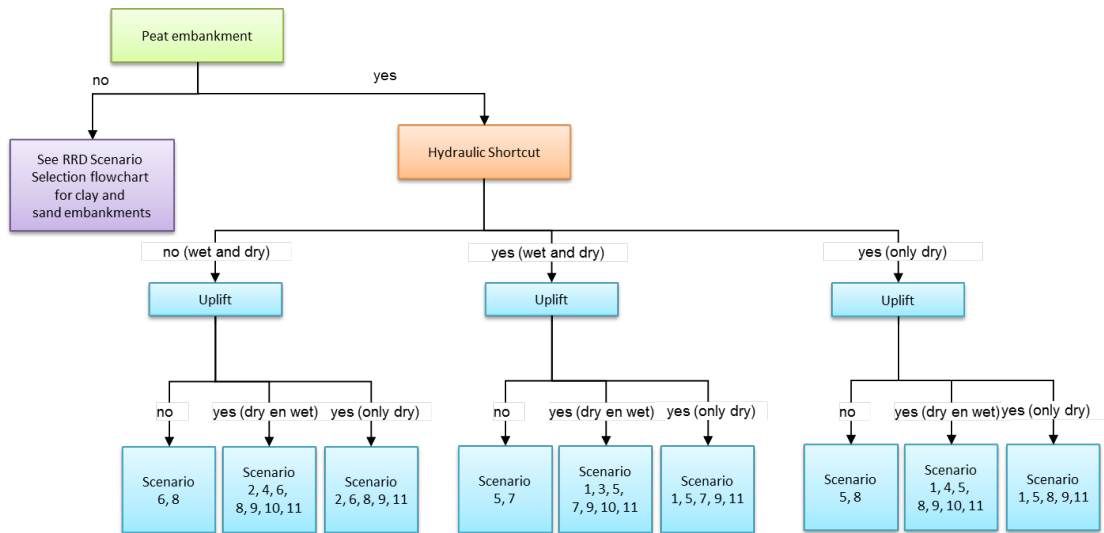 Peat embankment
no
yes
See RRD Scenario
Selection flowchart
for clay and
sand embankments
Hydraulic Shortcut
no (wet and dry)
yes (wet and dry)
yes (only dry)
Uplift
Uplift
Uplift
no
yes (dry en wet)
yes (only dry)
no
yes (dry en wet)
yes (only dry)
no
yes (dry en wet)
yes (only dry)
Scenario
6, 8
Scenario
2, 4, 6,
8, 9, 10, 11
Scenario
2, 6, 8, 9, 11
Scenario
5, 7
Scenario
1, 3, 5,
7, 9, 10, 11
Scenario
1, 5, 7, 9, 11
Scenario
5, 8
Scenario
1, 4, 5,
8, 9, 10, 11
Scenario
1, 5, 8, 9,11